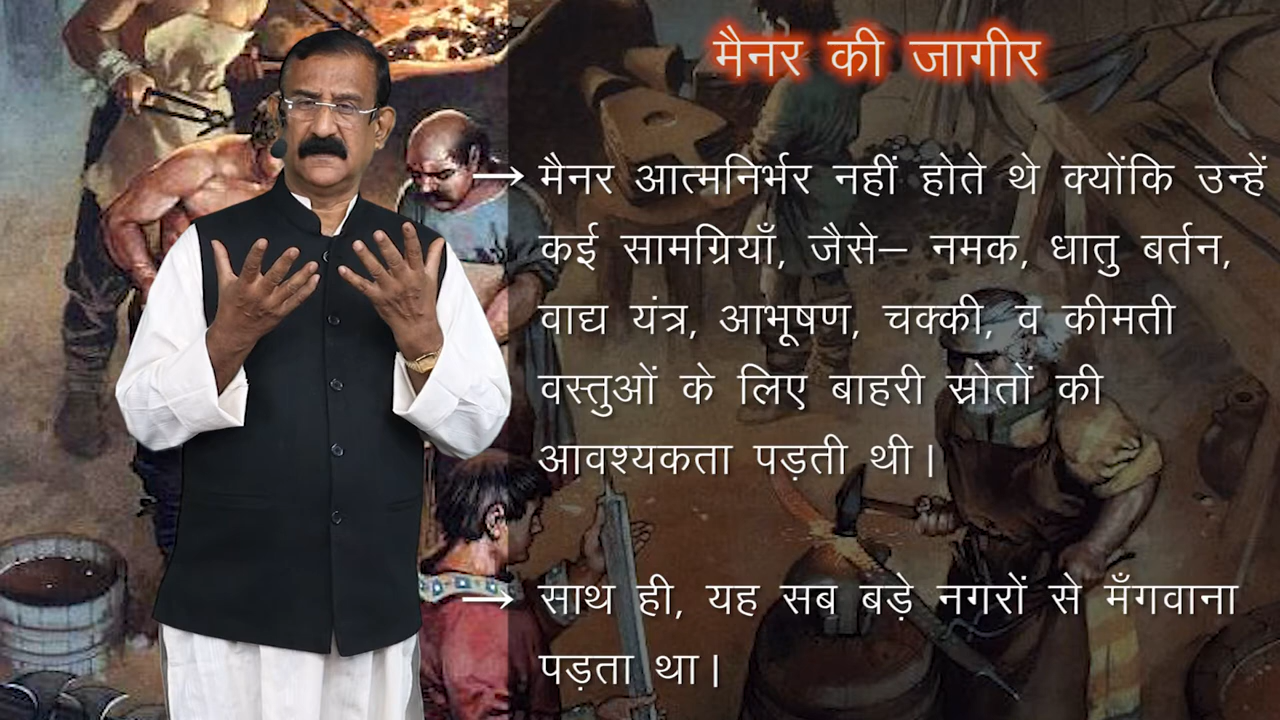 मैनर की जागीर
→ मैनर आत्मनिर्भर नहीं होते थे क्योंकि उन्हें
कई सामग्रियाँ, जैसे– नमक, धातु बर्तन,
वाद्य यंत्र, आभूषण, चक्की, व कीमती
वस्तुओं के लिए बाहरी स्रोतों की
आवश्यकता पड़ती थी।
→ साथ ही, यह सब बड़े नगरों से मँगवाना
पड़ता था।